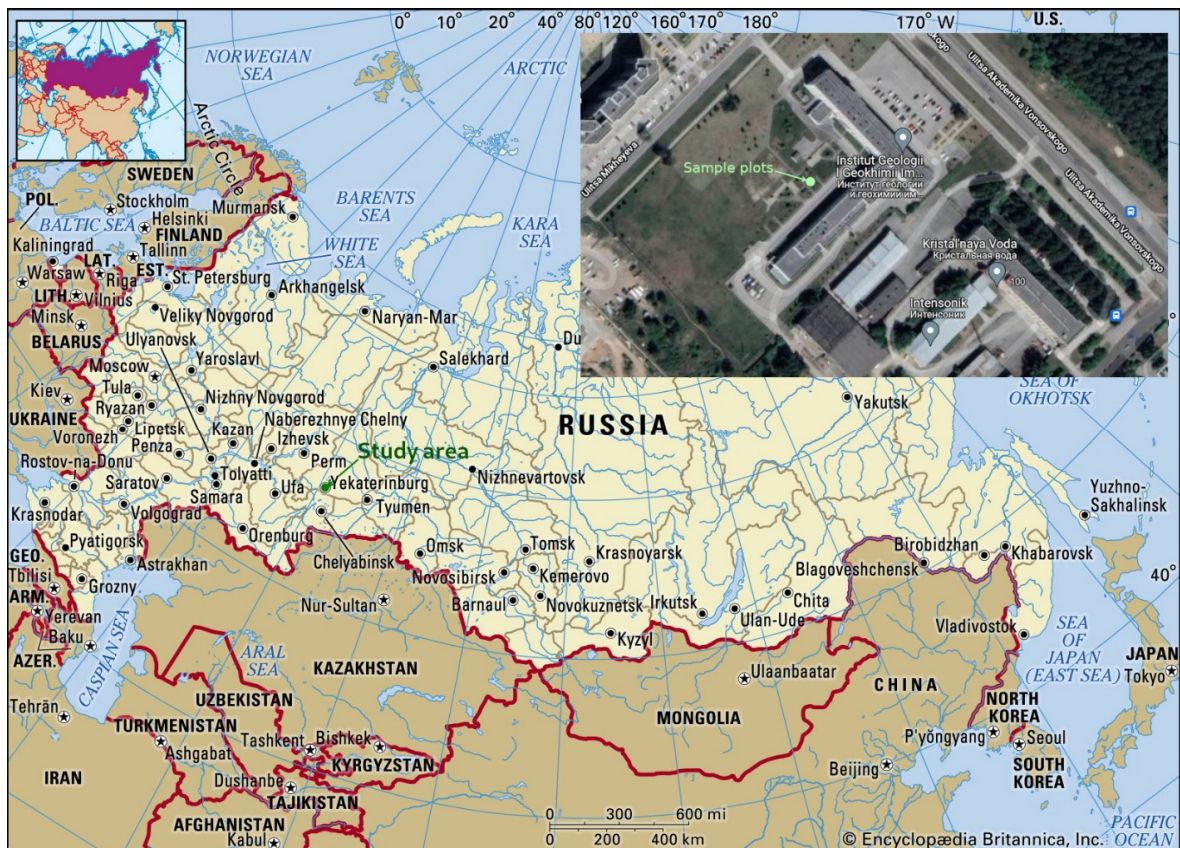 0°
20°
40°
80°
120°
160°
170°
180°
170°W
U.S.
NORWEGIAN
SEA
ARCTIC
Arctic Circle
SWEDEN
POL.
Stockholm
Murmansk
BARENTS
SEA
KARA
SEA
BALTIC SEA
Helsinki
FINLAND
Kaliningrad
Tallinn
WHITE
SEA
LAT.
EST.
Warsaw
Riga
St. Petersburg
Arkhangelsk
LITH.
Vilnius
Minsk
Veliky Novgorod
Naryan-Mar
BELARUS
Ulyanovsk
Yaroslavl
Salekhard
Du
Moscow
Kiev
Tula
Nizhny Novgorod
UKRAINE
Ryazan
Naberezhnye Chelny
Lipetsk
Kazan
Izhevsk
Voronezh
Penza
Perm
Study area
Rostov-na-Donu
Tolyatti
Nizhnevartovsk
Saratov
Samara
Ufa
Yekaterinburg
Tyumen
Krasnodar
Volgograd
Orenburg
Pyatigorsk
Chelyabinsk
Omsk
Tomsk
Krasnoyarsk
GEO.
Astrakhan
Tbilisi
Grozny
Novosibirsk
Kemerovo
ARM.
Nur-Sultan
Barnaul
Novokuznetsk
Irkutsk
Chita
Yerevan
Ulan-Ude
Baku
Kyzyl
AZER.
CASPIAN SEA
ARAL
SEA
KAZAKHSTAN
Ulaanbaatar
UZBEKISTAN
MONGOLIA
CHINA
Tehrān
TURKMENISTAN
Tashkent
Bishkek
Ashgabat
KYRGYZSTAN
Beijing
IRAN
Dushanbe
TAJIKISTAN
AFGHANISTAN
Kabul
RUSSIA
Yakutsk
SEA OF
OKHOTSK
Yuzhno-
Sakhalinsk
Birobidzhan
Khabarovsk
Blagoveshchensk
40°
Vladivostok
SEA
OF
JAPAN
(EAST SEA)
JAPAN
Tokyo
NORTH
KOREA
P'yŏngyang
Seoul
SOUTH
KOREA
PACIFIC
OCEAN
0 300 600 mi
0 200 400 km
© Encyclopædia Britannica, Inc.
Ulitsa Akademika Vonsovskogo
Ulitsa Akademika Vonsovskogo
Ulitsa Akademika Vonsovskogo
Ulitsa Mikheyeva
Sample plots
Institut Geologii
I Geokhimii Im...
Институт геологии
и геохимии им...
Kristal'naya Voda
Кристальная вода
100
Intensonik
Интенсоник